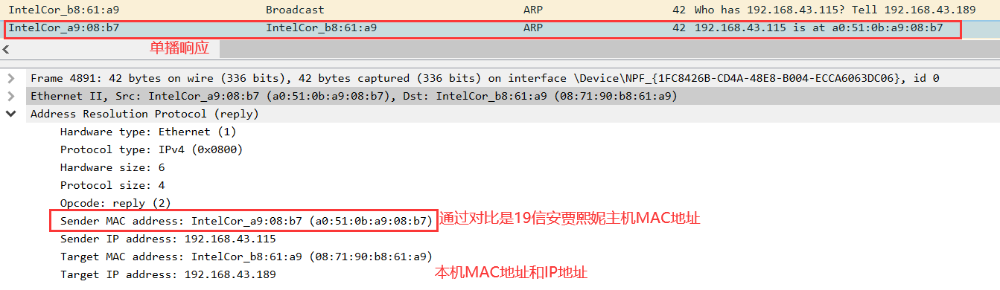 IntelCor_b8:61:a9 Broadcast ARP 42 Who has 192.168.43.115? Tell 192.168.43.189
IntelCor_a9:08:b7 IntelCor_b8:61:a9 ARP 42 192.168.43.115 is at a0:51:0b:a9:08:b7
单播响应
Frame 4891: 42 bytes on wire (336 bits), 42 bytes captured (336 bits) on interface \Device\NPF_{1FC8426B-CD4A-48E8-B004-ECCA6063DC06}, id 0
Ethernet II, Src: IntelCor_a9:08:b7 (a0:51:0b:a9:08:b7), Dst: IntelCor_b8:61:a9 (08:71:90:b8:61:a9)
Address Resolution Protocol (reply)
Hardware type: Ethernet (1)
Protocol type: IPv4 (0x0800)
Hardware size: 6
Protocol size: 4
Opcode: reply (2)
Sender MAC address: IntelCor_a9:08:b7 (a0:51:0b:a9:08:b7) 通过对比是19信安贾熙妮主机MAC地址
Sender IP address: 192.168.43.115
Target MAC address: IntelCor_b8:61:a9 (08:71:90:b8:61:a9)
Target IP address: 192.168.43.189 本机MAC地址和IP地址